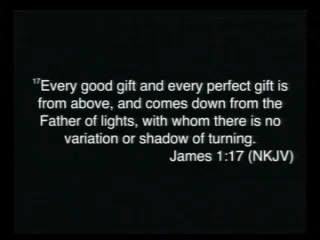 17Every good gift and every perfect gift is
from above, and comes down from the
Father of lights, with whom there is no
variation or shadow of turning.
James 1:17 (NKJV)